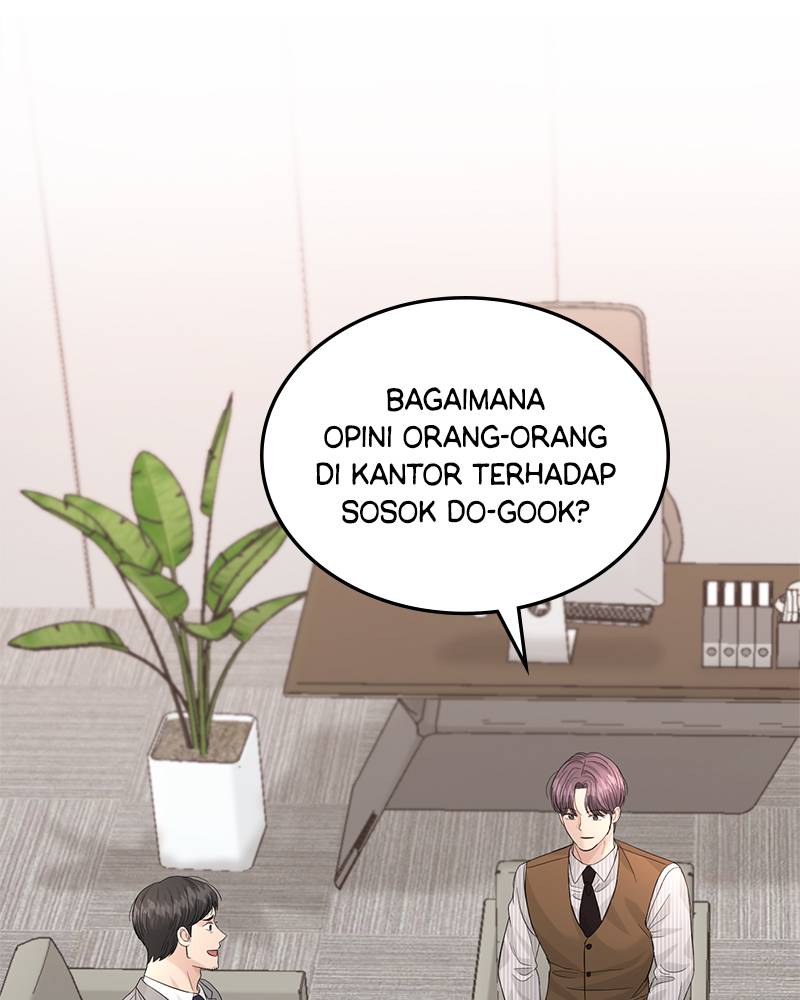 BAGAIMANA
OPINI ORANG-ORANG
DI KANTOR TERHADAP
SOSOK DO-GOOK?